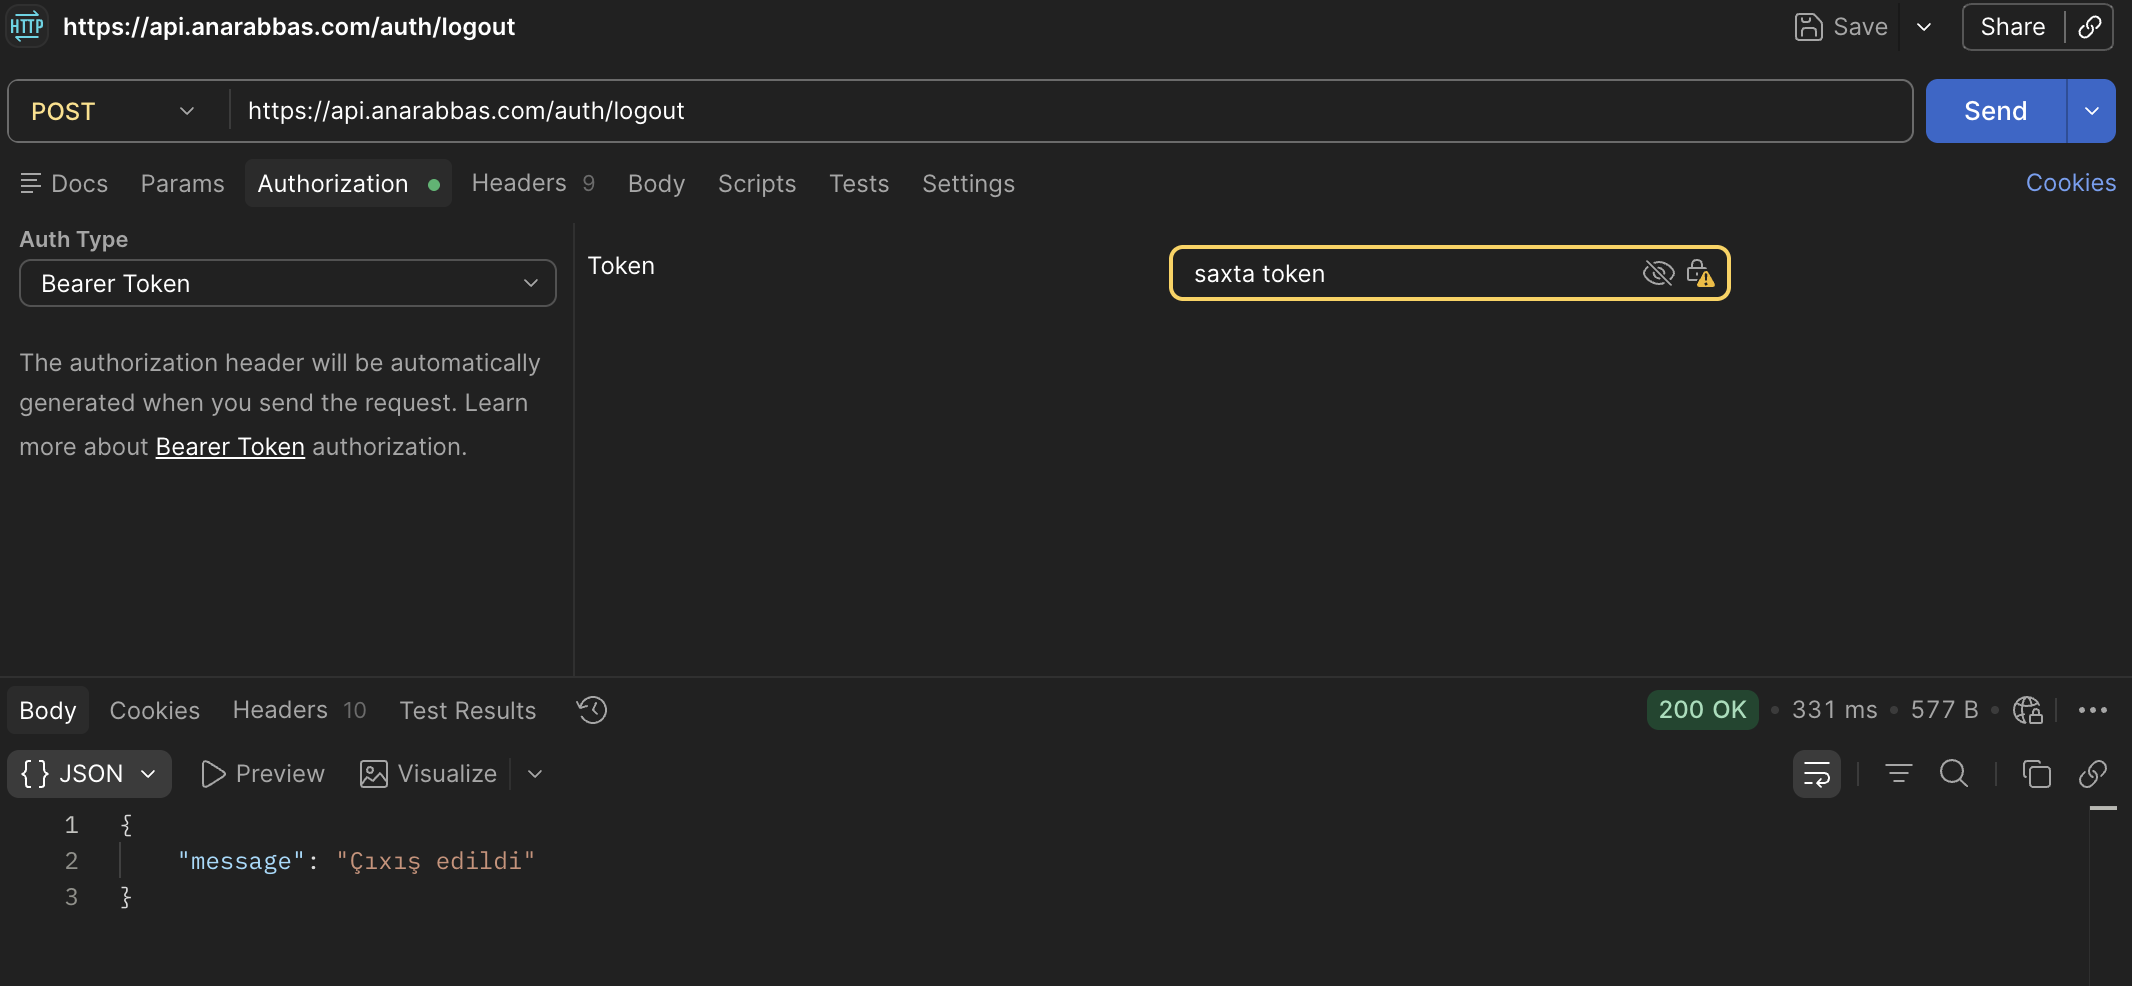 HTTP https://api.anarabbas.com/auth/logout Save Share
POST https://api.anarabbas.com/auth/logout Send
Docs Params Authorization Headers 9 Body Scripts Tests Settings Cookies
Auth Type
Bearer Token
Token saxta token
The authorization header will be automatically
generated when you send the request. Learn
more about Bearer Token authorization.
Body Cookies Headers 10 Test Results 200 OK • 331 ms • 577 B •
{ } JSON Preview Visualize
1 {
2 "message": "Çıxış edildi"
3 }